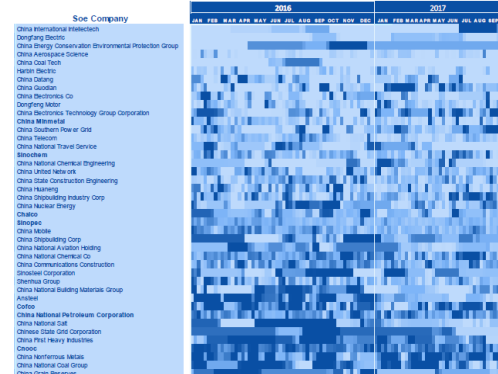 2016 2017
Soe Company
JAN FEB MAR APR MAY JUN JUL AUG SEP OCT NOV DEC JAN FEB MAR APR MAY JUN JUL AUG SEP
China International Intellectech
Dongfang Electric
China Energy Conservation Environmental Protection Group
China Aerospace Science
China Coal Tech
Harbin Electric
China Datang
China Guodian
China Electronics Co
Dongfeng Motor
China Electronics Technology Group Corporation
China Minmetal
China Southern Power Grid
China Telecom
China National Travel Service
Sinochem
China National Chemical Engineering
China United Network
China State Construction Engineering
China Huaneng
China Shipbuilding Industry Corp
China Nuclear Energy
Chalco
Sinopec
China Mobile
China Shipbuilding Corp
China National Aviation Holding
China National Chemical Co
China Communications Construction
Sinosteel Corporation
Shenhua Group
China National Building Materials Group
Ansteel
Cofco
China National Petroleum Corporation
China National Salt
Chinese State Grid Corporation
China First Heavy Industries
Cnooc
China Nonferrous Metals
China National Coal Group
China Grain Reserves